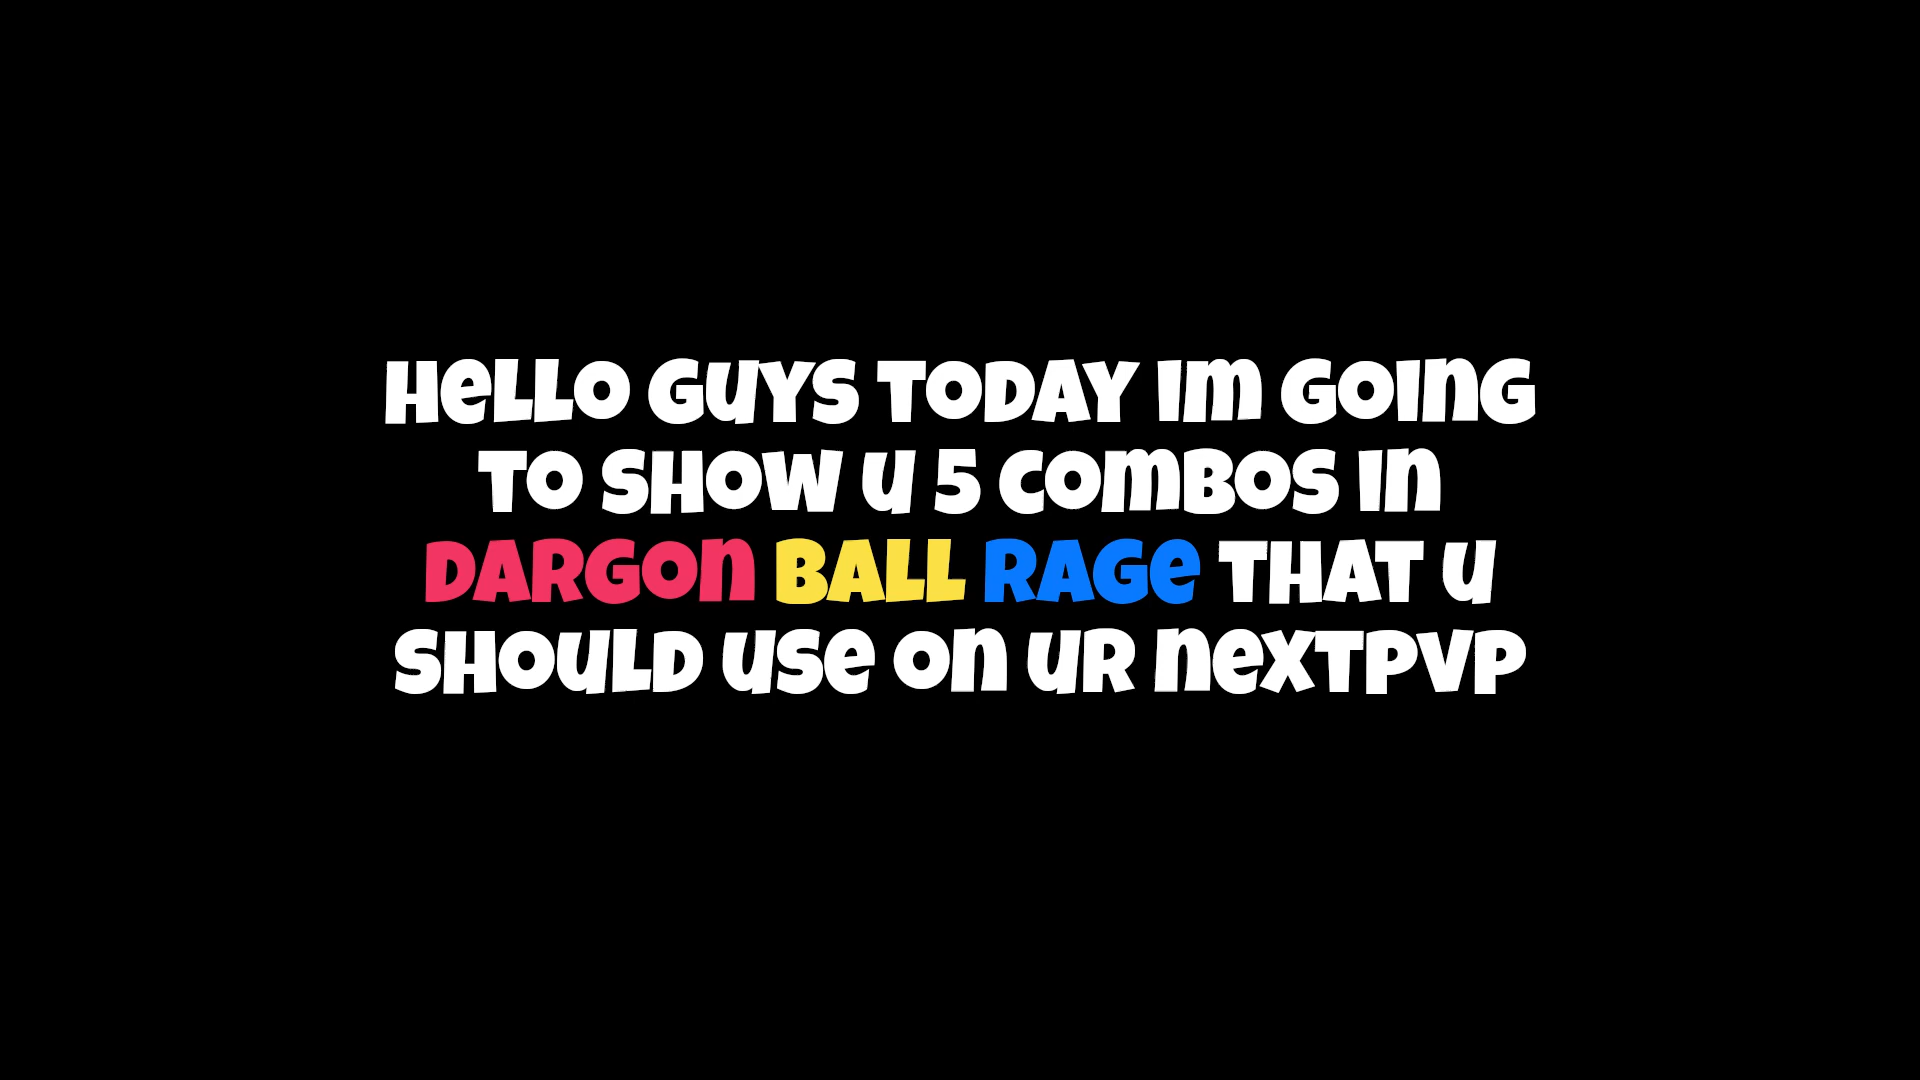 Hello guys today im going
to show u 5 combos in
Dargon Ball Rage that u
should use on ur nextpvp